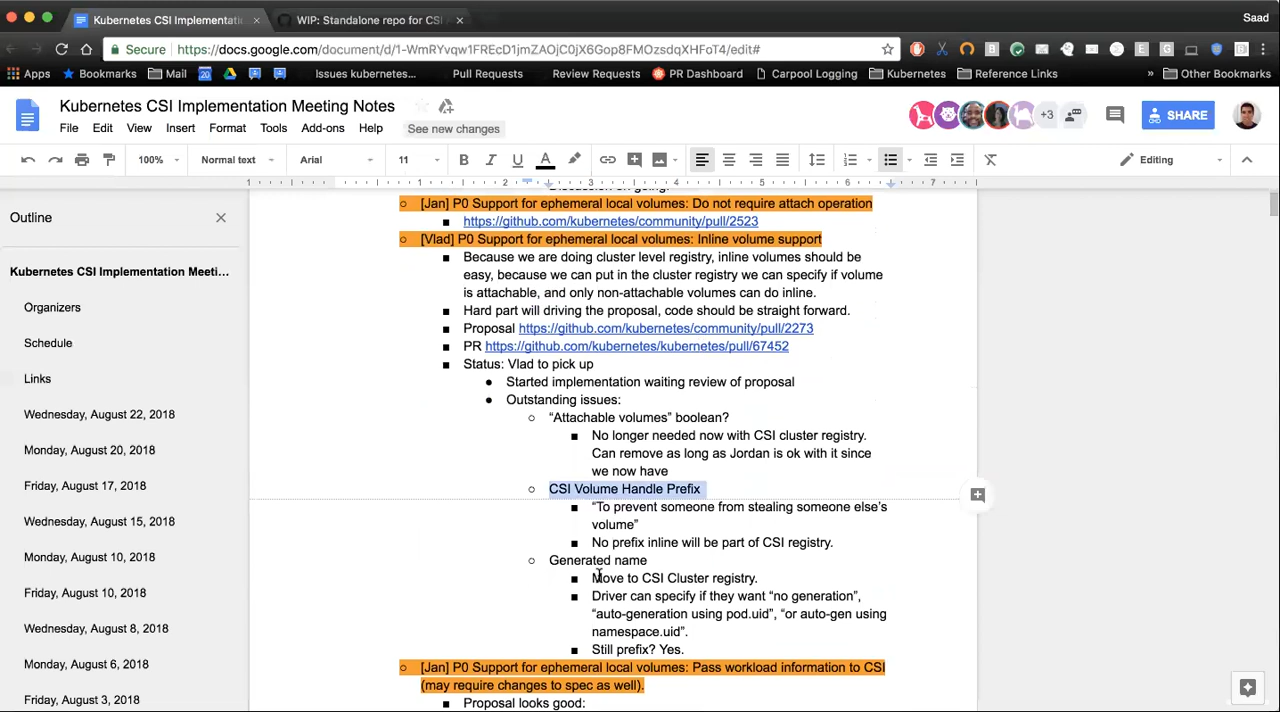 Kubernetes CSI Implementati
WIP: Standalone repo for CSI
Saad
Secure
https://docs.google.com/document/d/1-WmRYvqw1FREcD1jmZAOjC0jX6Gop8FMOzsdqXHFoT4/edit#
Apps
Bookmarks
Mail
20
Issues kubernetes...
Pull Requests
Review Requests
PR Dashboard
Carpool Logging
Kubernetes
Reference Links
»
Other Bookmarks
Kubernetes CSI Implementation Meeting Notes
File Edit View Insert Format Tools Add-ons Help
See new changes
+3
SHARE
100%
Normal text
Arial
11
B I U A
Editing
1 1 2 3 4 5 6 7
Outline
Kubernetes CSI Implementation Meeti...
Organizers
Schedule
Links
Wednesday, August 22, 2018
Monday, August 20, 2018
Friday, August 17, 2018
Wednesday, August 15, 2018
Monday, August 10, 2018
Friday, August 10, 2018
Wednesday, August 8, 2018
Monday, August 6, 2018
Friday, August 3, 2018
Discussion on going.
[Jan] P0 Support for ephemeral local volumes: Do not require attach operation
https://github.com/kubernetes/community/pull/2523
[Vlad] P0 Support for ephemeral local volumes: Inline volume support
Because we are doing cluster level registry, inline volumes should be
easy, because we can put in the cluster registry we can specify if volume
is attachable, and only non-attachable volumes can do inline.
Hard part will driving the proposal, code should be straight forward.
Proposal https://github.com/kubernetes/community/pull/2273
PR https://github.com/kubernetes/kubernetes/pull/67452
Status: Vlad to pick up
Started implementation waiting review of proposal
Outstanding issues:
“Attachable volumes” boolean?
No longer needed now with CSI cluster registry.
Can remove as long as Jordan is ok with it since
we now have
CSI Volume Handle Prefix
“To prevent someone from stealing someone else’s
volume”
No prefix inline will be part of CSI registry.
Generated name
Move to CSI Cluster registry.
Driver can specify if they want “no generation”,
“auto-generation using pod.uid”, “or auto-gen using
namespace.uid”.
Still prefix? Yes.
[Jan] P0 Support for ephemeral local volumes: Pass workload information to CSI
(may require changes to spec as well).
Proposal looks good: